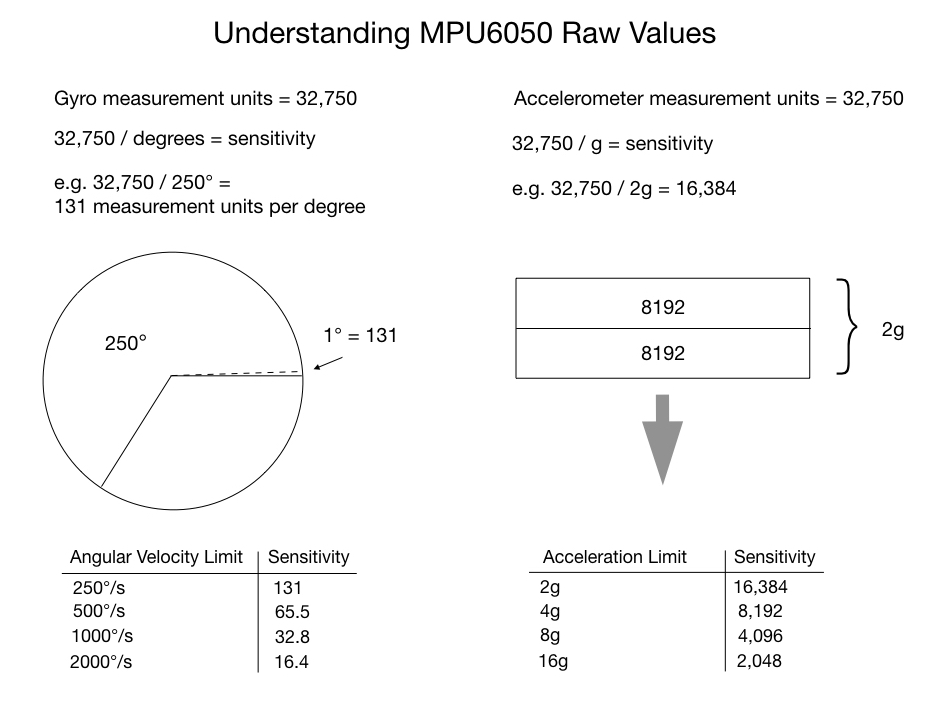 Understanding MPU6050 Raw Values
Gyro measurement units = 32,750
32,750 / degrees = sensitivity
e.g. 32,750 / 250° =
131 measurement units per degree
Accelerometer measurement units = 32,750
32,750 / g = sensitivity
e.g. 32,750 / 2g = 16,384
250°
1° = 131
8192
8192
2g
Angular Velocity Limit Sensitivity
250°/s 131
500°/s 65.5
1000°/s 32.8
2000°/s 16.4
Acceleration Limit Sensitivity
2g 16,384
4g 8,192
8g 4,096
16g 2,048